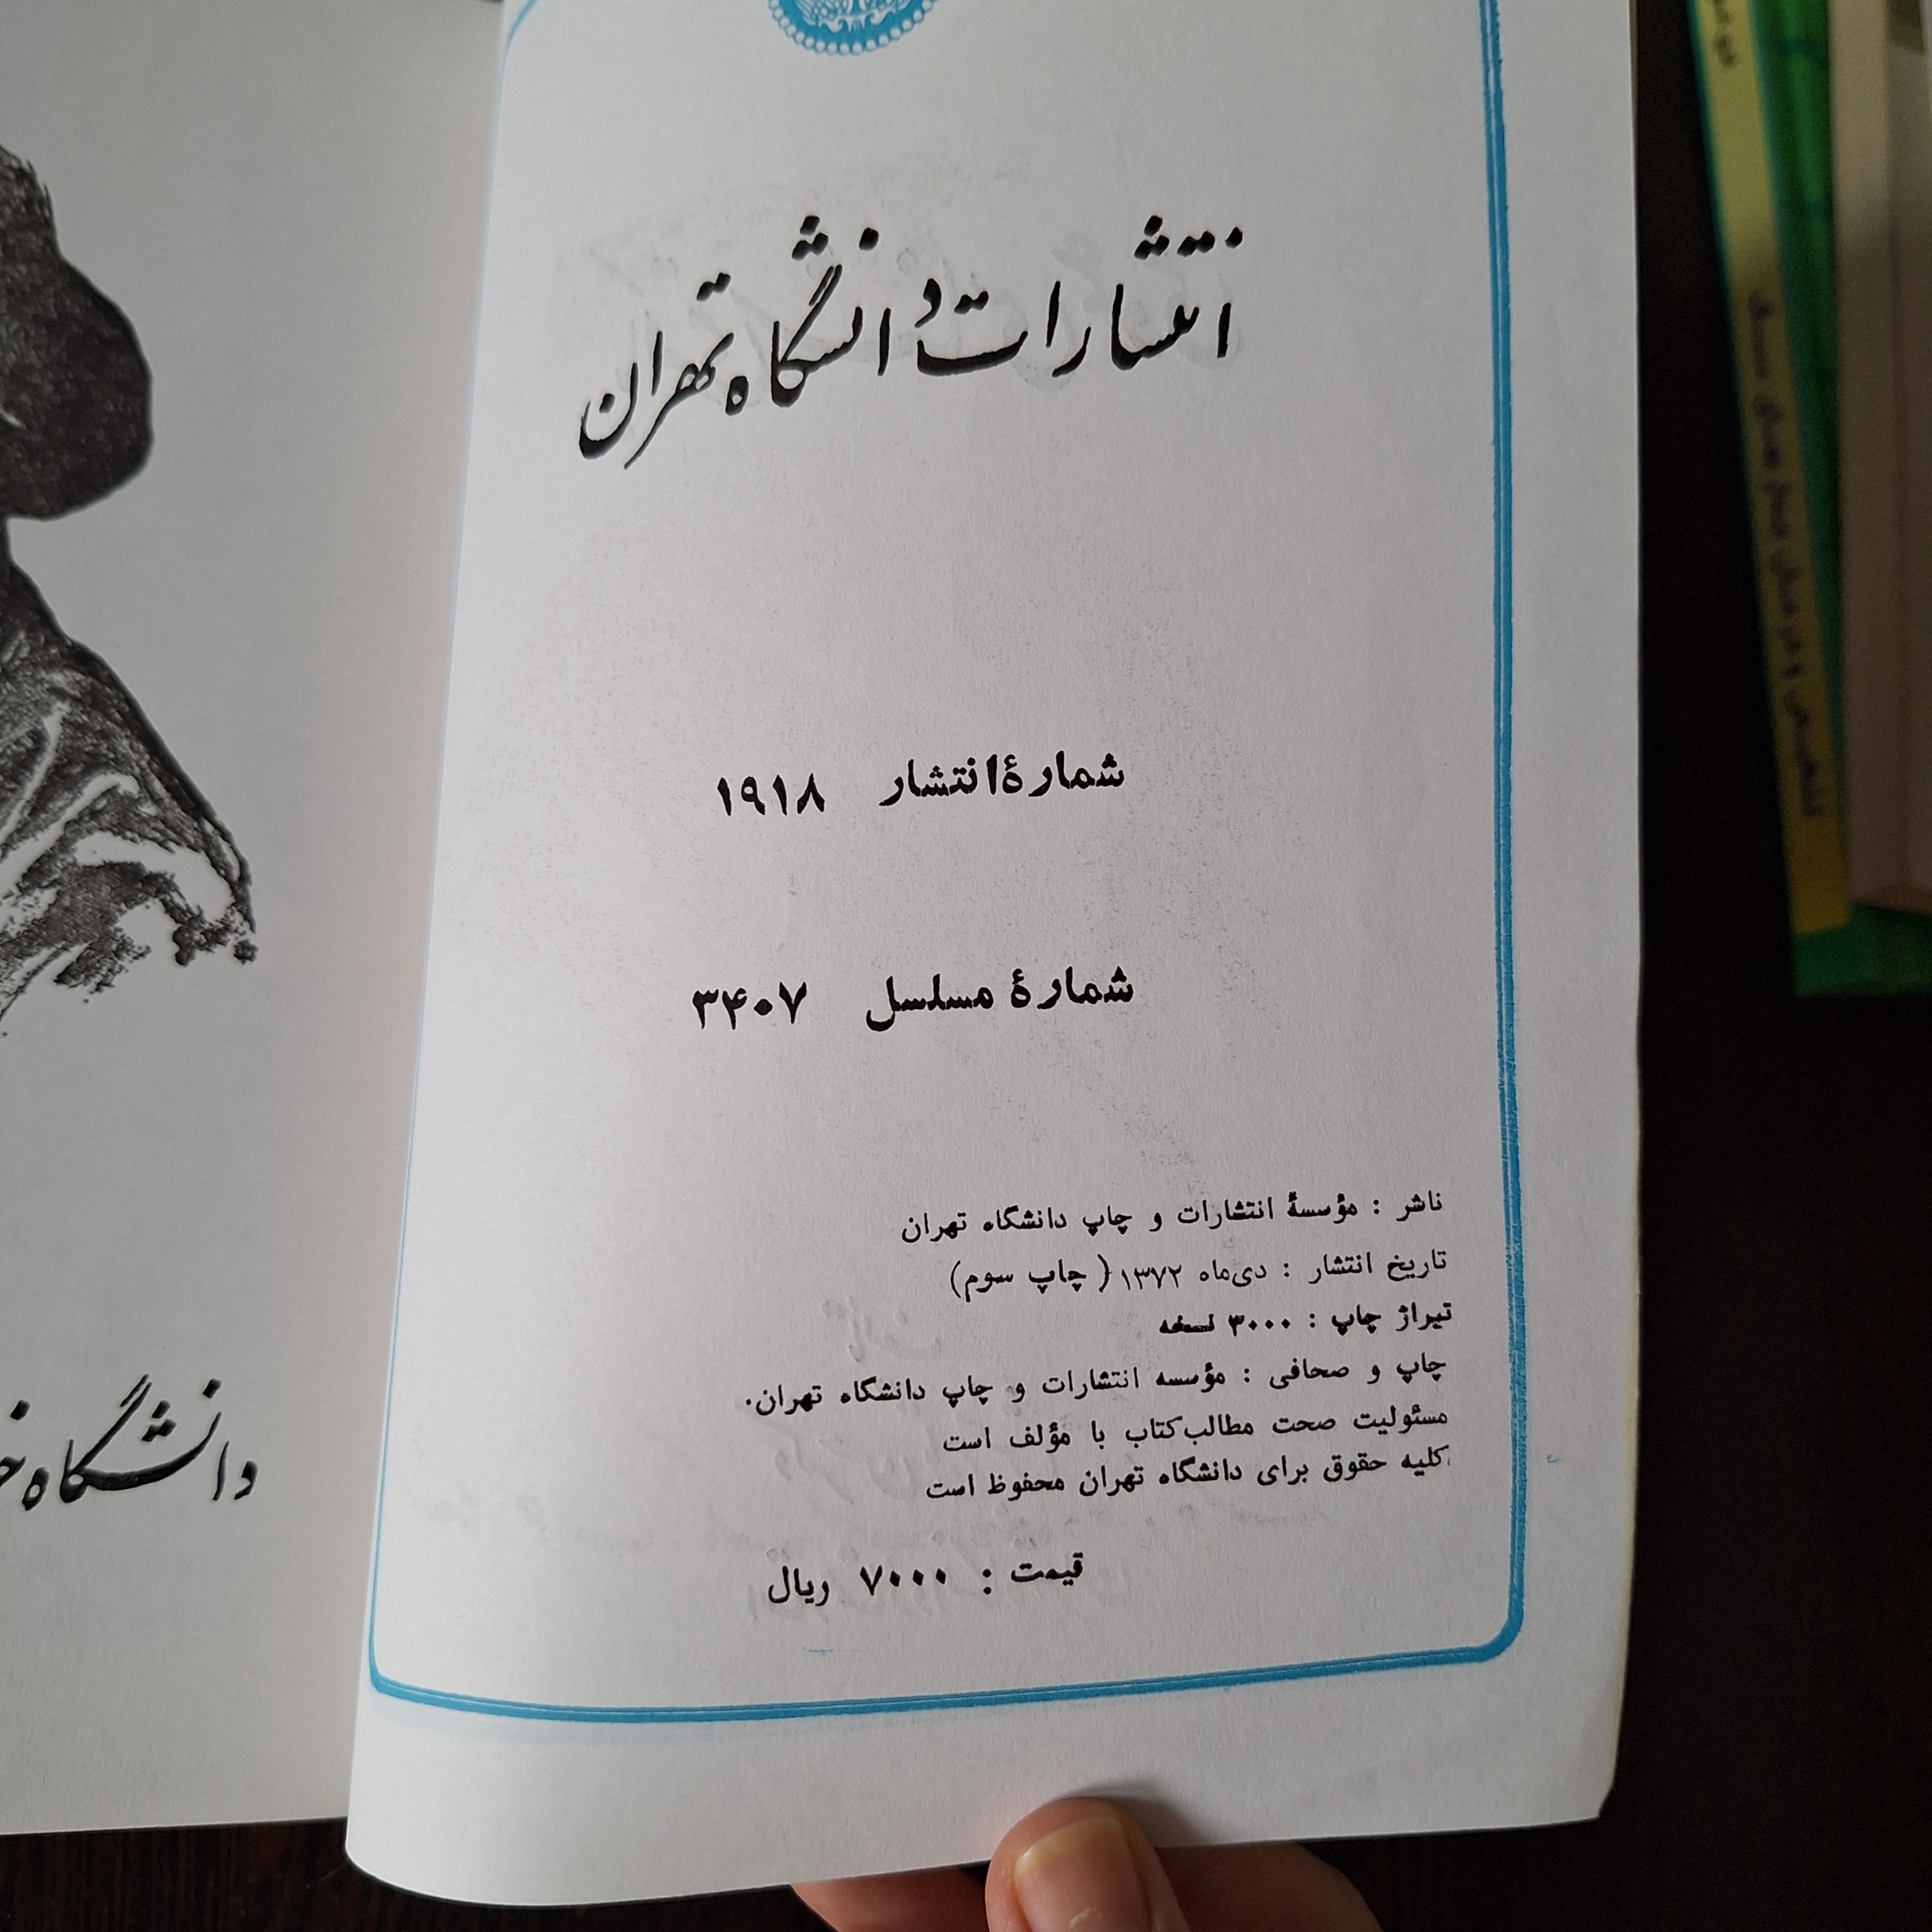 انتشارات دانشگاه تهران
شمارهٔ انتشار ۱۹۱۸
شمارهٔ مسلسل ۳۴۰۷
ناشر : مؤسسهٔ انتشارات و چاپ دانشگاه تهران
تاریخ انتشار : دی‌ماه ۱۳۷۲ (چاپ سوم)
تیراژ چاپ : ۳۰۰۰ نسخه
چاپ و صحافی : مؤسسه انتشارات و چاپ دانشگاه تهران.
مسئولیت صحت مطالب کتاب با مؤلف است
کلیه حقوق برای دانشگاه تهران محفوظ است
قیمت : ۷۰۰۰ ریال
دانشگاه